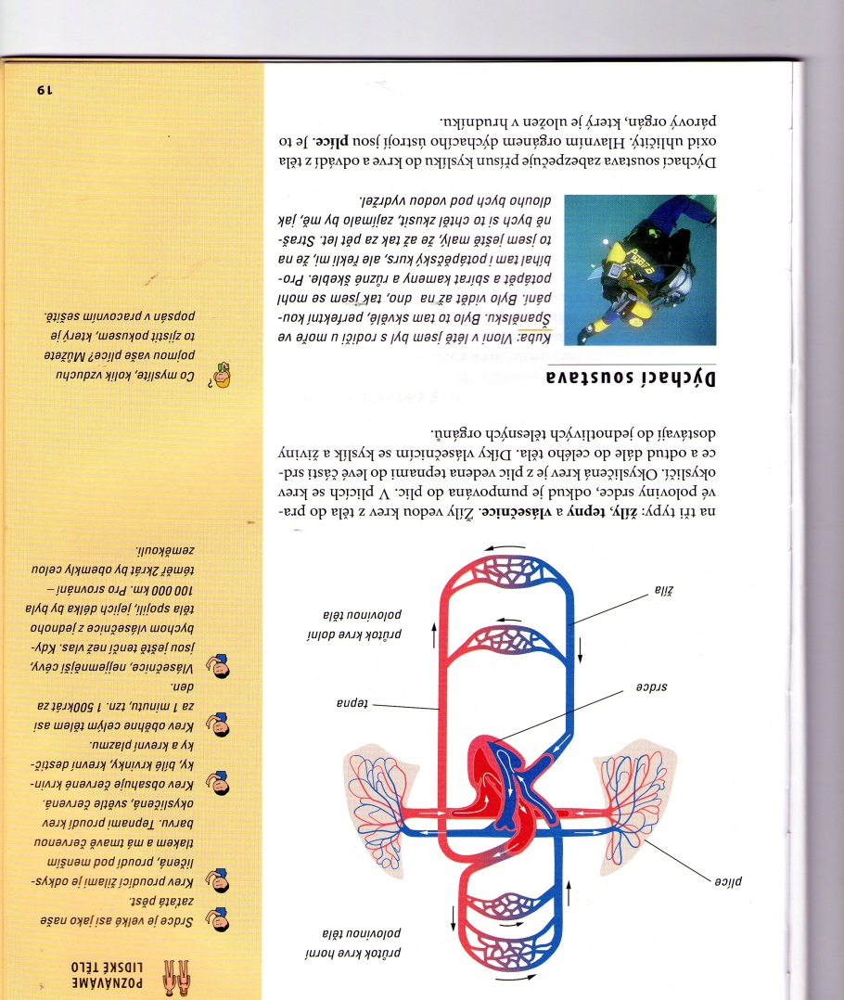 POZNÁVÁME
LIDSKÉ TĚLO
průtok krve horní
polovinou těla
plíce
srdce
tepna
žíla
průtok krve dolní
polovinou těla
na tři typy: žíly, tepny a vlásečnice. Žíly vedou krev z těla do pra-
vé poloviny srdce, odkud je pumpována do plic. V plicích se krev
okysličí. Okysličená krev je z plic vedena tepnami do levé části srd-
ce a odtud dále do celého těla. Díky vlásečnicím se kyslík a živiny
dostávají do jednotlivých tělesných orgánů.
Dýchací soustava
Kuba: Vloni v létě jsem byl s rodiči u moře ve
Španělsku. Bylo to tam skvělé, perfektní kou-
pání. Bylo vidět až na dno, tak jsem se mohl
potápět a sbírat kameny a různé škeble. Pro-
bíhal tam i potápěčský kurs, ale řekli mi, že na
to jsem ještě malý, že až tak za pět let. Straš-
ně bych si to chtěl zkusit, zajímalo by mě, jak
dlouho bych pod vodou vydržel.
Dýchací soustava zabezpečuje přísun kyslíku do krve a odvádí z těla
oxid uhličitý. Hlavním orgánem dýchacího ústrojí jsou plíce. Je to
párový orgán, který je uložen v hrudníku.
Srdce je velké asi jako naše
zaťatá pěst.
Krev proudící žílami je odkys-
ličená, proudí pod menším
tlakem a má tmavě červenou
barvu. Tepnami proudí krev
okysličená, světle červená.
Krev obsahuje červené krvin-
ky, bílé krvinky, krevní destič-
ky a krevní plazmu.
Krev oběhne celým tělem asi
za 1 minutu, tzn. 1 500krát za
den.
Vlásečnice, nejjemnější cévy,
jsou ještě tenčí než vlas. Kdy-
bychom vlásečnice z jednoho
těla spojili, jejich délka by byla
100 000 km. Pro srovnání –
téměř 2krát by obemkly celou
zeměkouli.
Co myslíte, kolik vzduchu
pojmou vaše plíce? Můžete
to zjistit pokusem, který je
popsán v pracovním sešitě.
19